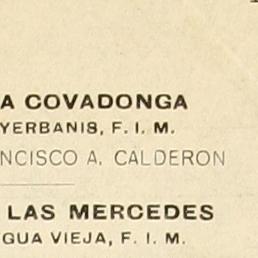 A COVADONGA
YERBANIS, F. I. M.
NCISCO A. CALDERON
LAS MERCEDES
GUA VIEJA, F. I. M.